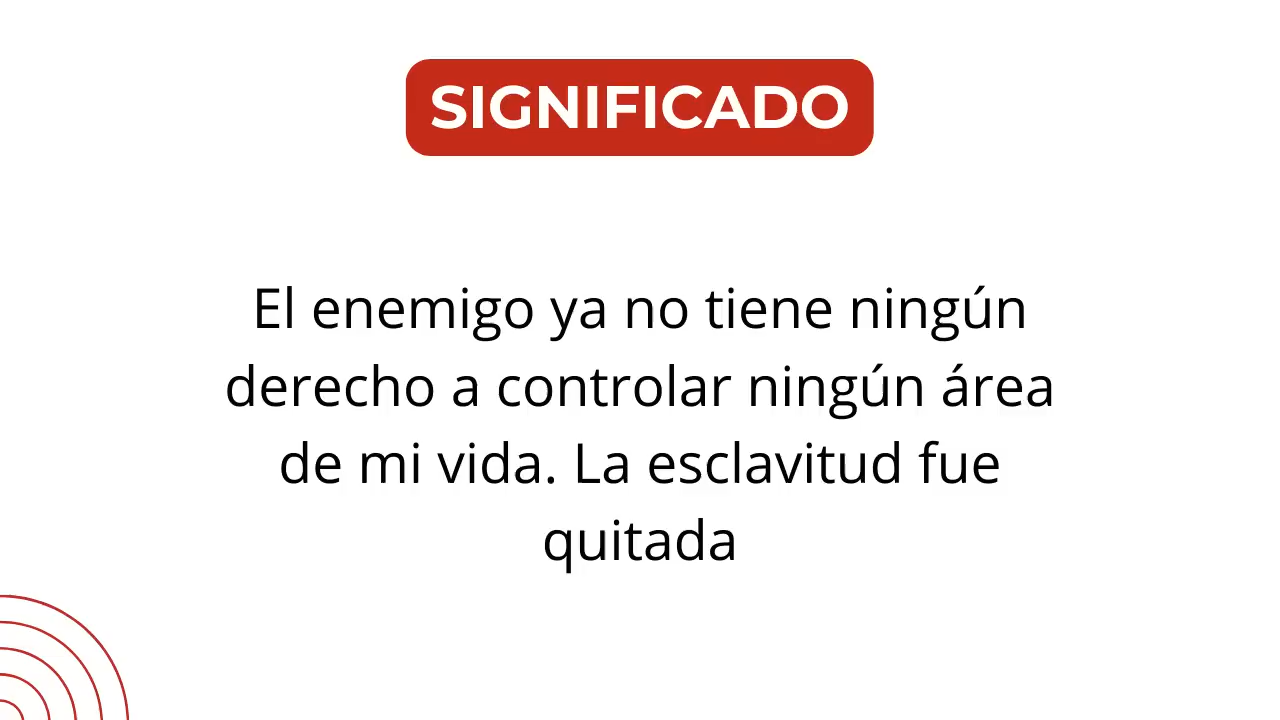 SIGNIFICADO
El enemigo ya no tiene ningún
derecho a controlar ningún área
de mi vida. La esclavitud fue
quitada